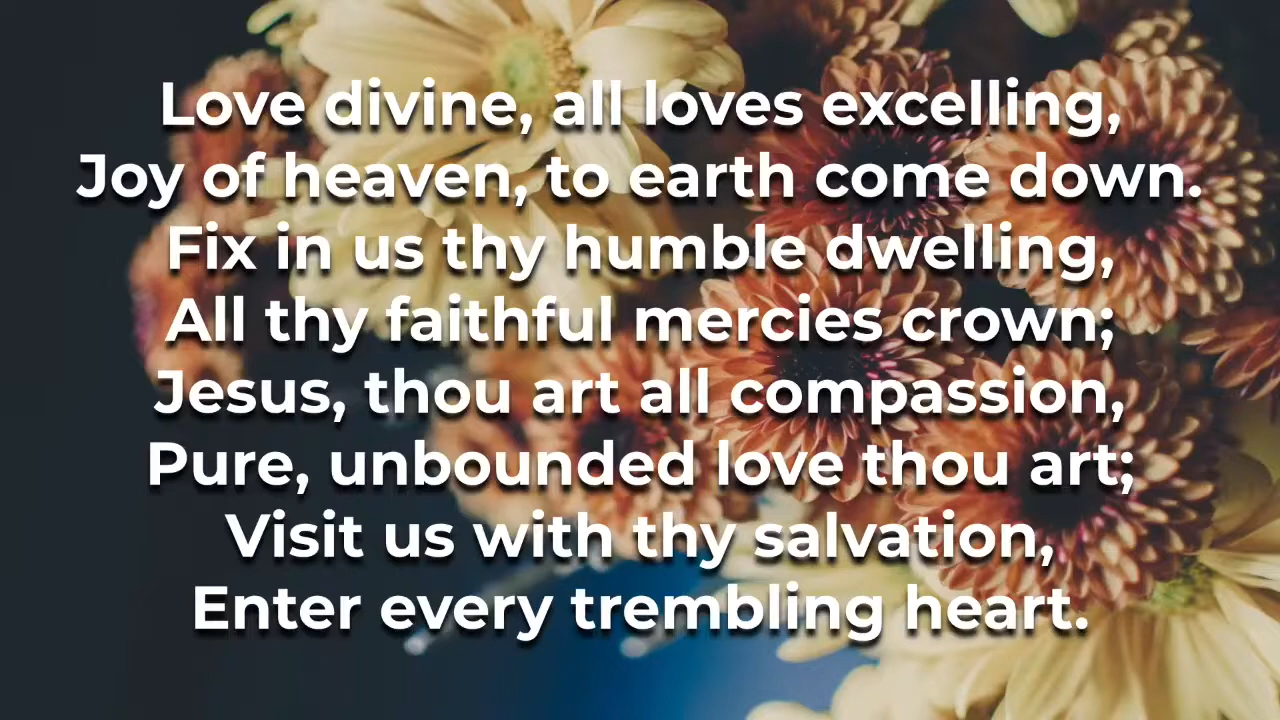 Love divine, all loves excelling,
Joy of heaven, to earth come down.
Fix in us thy humble dwelling,
All thy faithful mercies crown;
Jesus, thou art all compassion,
Pure, unbounded love thou art;
Visit us with thy salvation,
Enter every trembling heart.